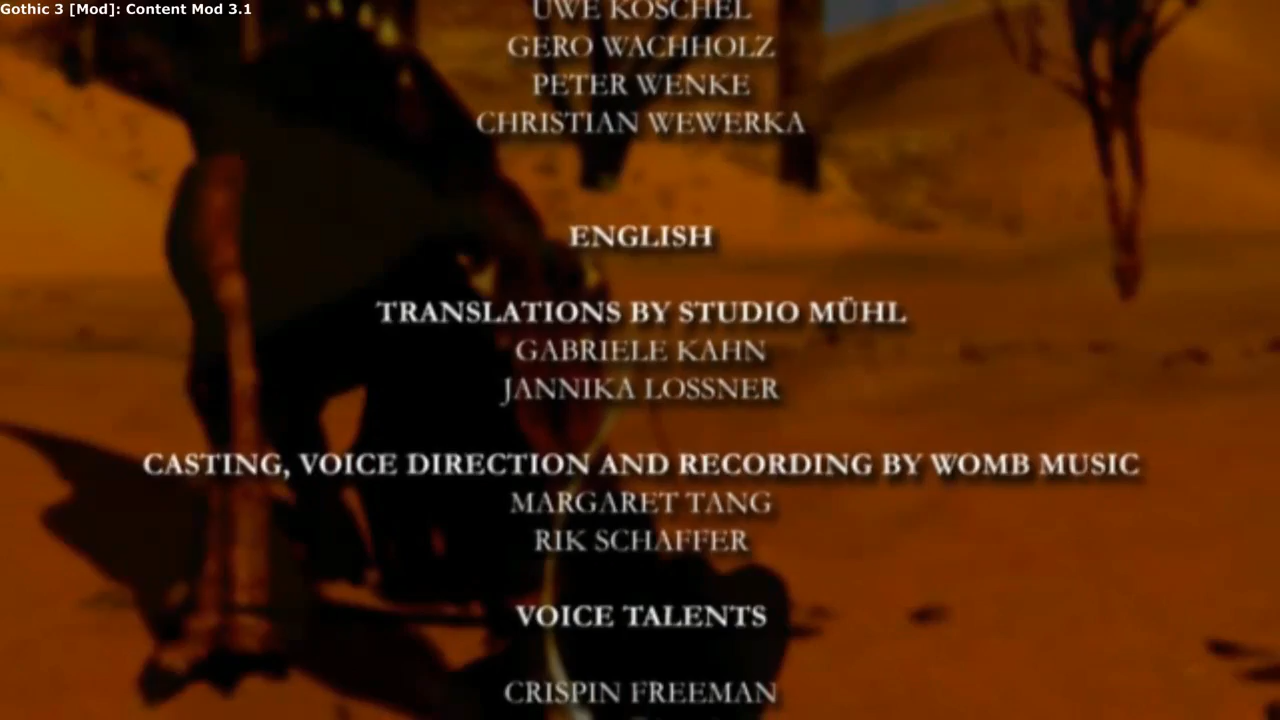 Gothic 3 [Mod]: Content Mod 3.1
UWE KOSCHEL
GERO WACHHOLZ
PETER WENKE
CHRISTIAN WEWERKA
ENGLISH
TRANSLATIONS BY STUDIO MÜHL
GABRIELE KAHN
JANNIKA LOSSNER
CASTING, VOICE DIRECTION AND RECORDING BY WOMB MUSIC
MARGARET TANG
RIK SCHAFFER
VOICE TALENTS
CRISPIN FREEMAN